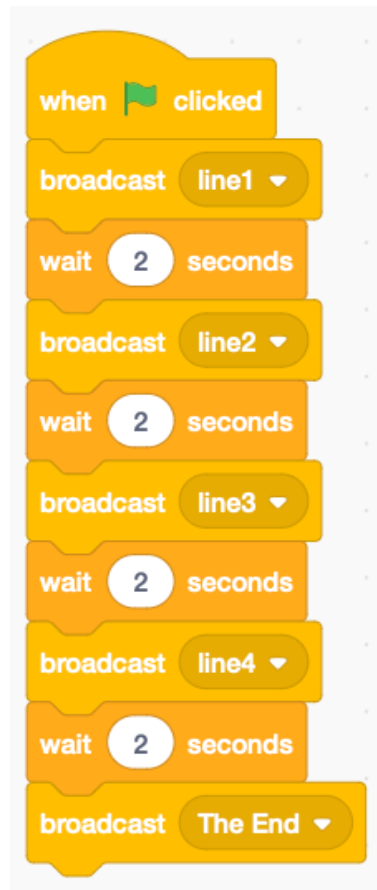 when clicked
broadcast line1
wait 2 seconds
broadcast line2
wait 2 seconds
broadcast line3
wait 2 seconds
broadcast line4
wait 2 seconds
broadcast The End